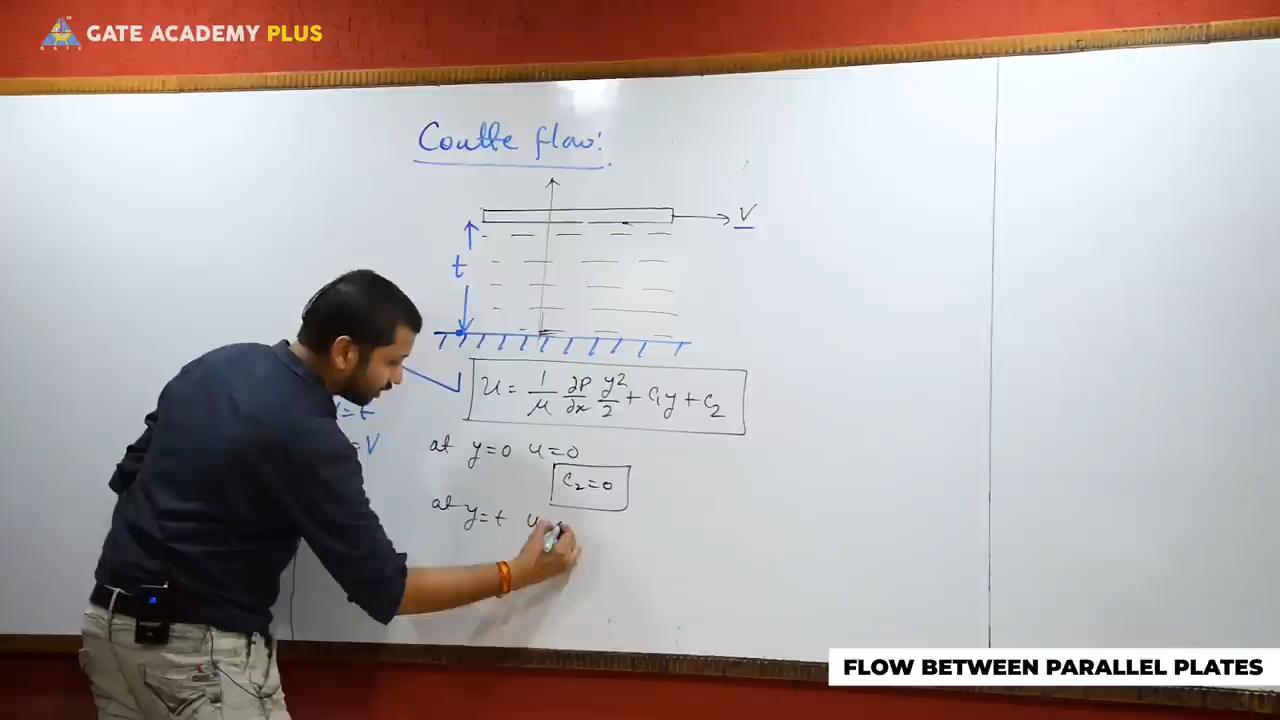 GATE ACADEMY PLUS
GATE
Coutte flow:
V
t
u = 1/μ ∂P/∂x y²/2 + C₁y + C₂
=t
=V
at y=0 u=0
C₂=0
at y=t u
FLOW BETWEEN PARALLEL PLATES